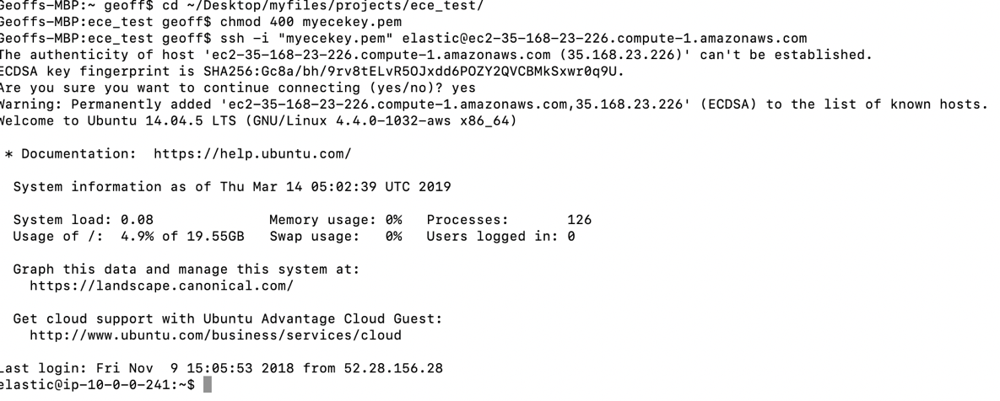 Geoffs-MBP:~ geoff$ cd ~/Desktop/myfiles/projects/ece_test/
Geoffs-MBP:ece_test geoff$ chmod 400 myecekey.pem
Geoffs-MBP:ece_test geoff$ ssh -i "myecekey.pem" elastic@ec2-35-168-23-226.compute-1.amazonaws.com
The authenticity of host 'ec2-35-168-23-226.compute-1.amazonaws.com (35.168.23.226)' can't be established.
ECDSA key fingerprint is SHA256:Gc8a/bh/9rv8tELvR5OJxdd6POZY2QVCBMkSxwr0q9U.
Are you sure you want to continue connecting (yes/no)? yes
Warning: Permanently added 'ec2-35-168-23-226.compute-1.amazonaws.com,35.168.23.226' (ECDSA) to the list of known hosts.
Welcome to Ubuntu 14.04.5 LTS (GNU/Linux 4.4.0-1032-aws x86_64)

 * Documentation:  https://help.ubuntu.com/

  System information as of Thu Mar 14 05:02:39 UTC 2019

  System load: 0.08              Memory usage: 0%   Processes:       126
  Usage of /:  4.9% of 19.55GB   Swap usage:   0%   Users logged in: 0

  Graph this data and manage this system at:
    https://landscape.canonical.com/

  Get cloud support with Ubuntu Advantage Cloud Guest:
    http://www.ubuntu.com/business/services/cloud

Last login: Fri Nov  9 15:05:53 2018 from 52.28.156.28
elastic@ip-10-0-0-241:~$